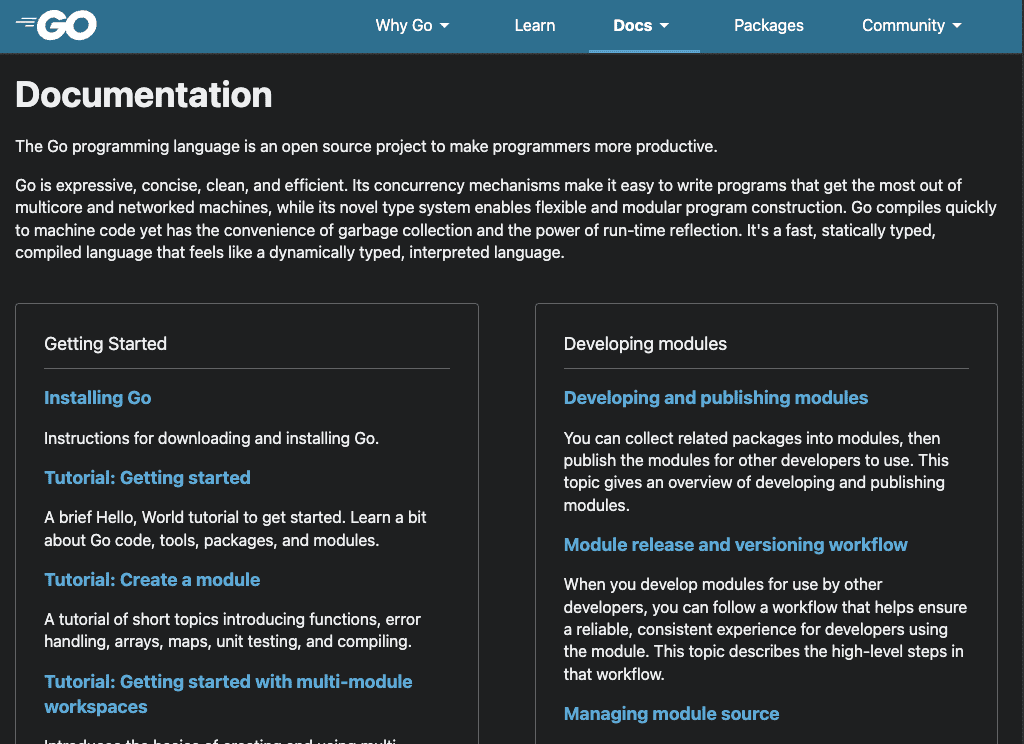 GO
Why Go
Learn
Docs
Packages
Community
Documentation
The Go programming language is an open source project to make programmers more productive.
Go is expressive, concise, clean, and efficient. Its concurrency mechanisms make it easy to write programs that get the most out of
multicore and networked machines, while its novel type system enables flexible and modular program construction. Go compiles quickly
to machine code yet has the convenience of garbage collection and the power of run-time reflection. It's a fast, statically typed,
compiled language that feels like a dynamically typed, interpreted language.
Getting Started
Installing Go
Instructions for downloading and installing Go.
Tutorial: Getting started
A brief Hello, World tutorial to get started. Learn a bit
about Go code, tools, packages, and modules.
Tutorial: Create a module
A tutorial of short topics introducing functions, error
handling, arrays, maps, unit testing, and compiling.
Tutorial: Getting started with multi-module
workspaces
Introduces the basics of creating and using multi-
Developing modules
Developing and publishing modules
You can collect related packages into modules, then
publish the modules for other developers to use. This
topic gives an overview of developing and publishing
modules.
Module release and versioning workflow
When you develop modules for use by other
developers, you can follow a workflow that helps ensure
a reliable, consistent experience for developers using
the module. This topic describes the high-level steps in
that workflow.
Managing module source